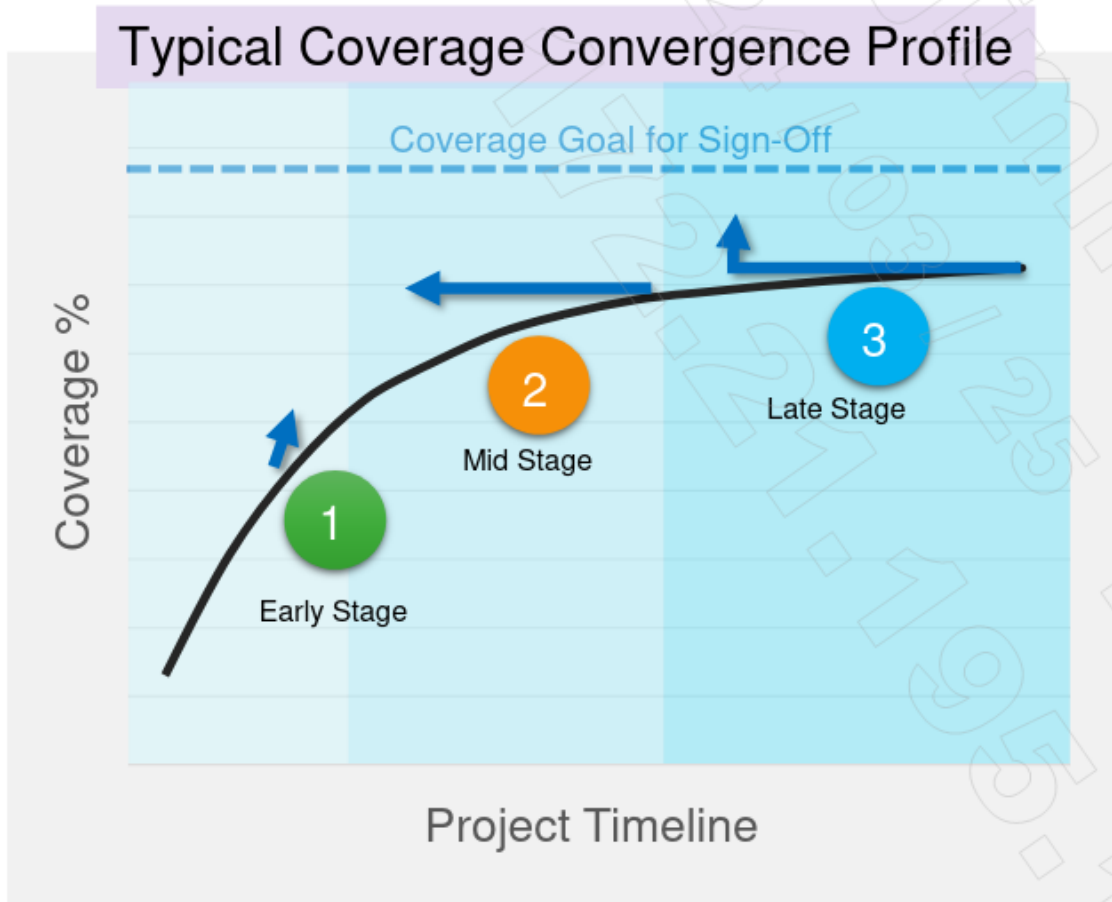 Typical Coverage Convergence Profile
Coverage Goal for Sign-Off
Coverage %
3
Late Stage
2
Mid Stage
1
Early Stage
Project Timeline